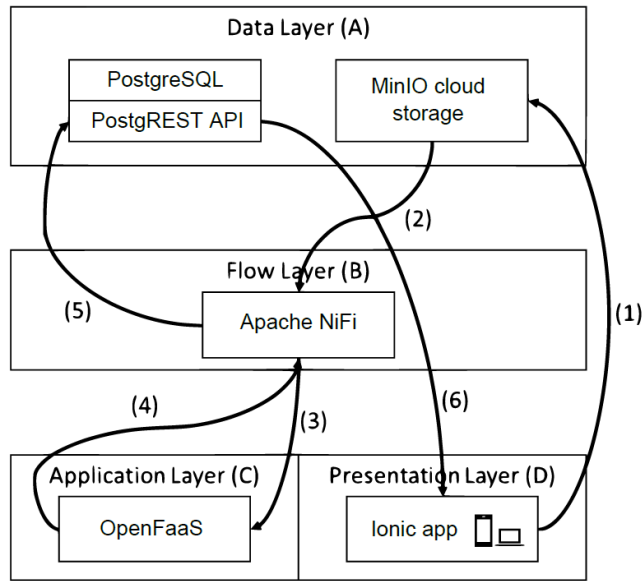 Data Layer (A)
PostgreSQL
PostgREST API
MinIO cloud
storage
(2)
Flow Layer (B)
Apache NiFi
(5)
(1)
(4)
(3)
(6)
Application Layer (C)
OpenFaaS
Presentation Layer (D)
Ionic app